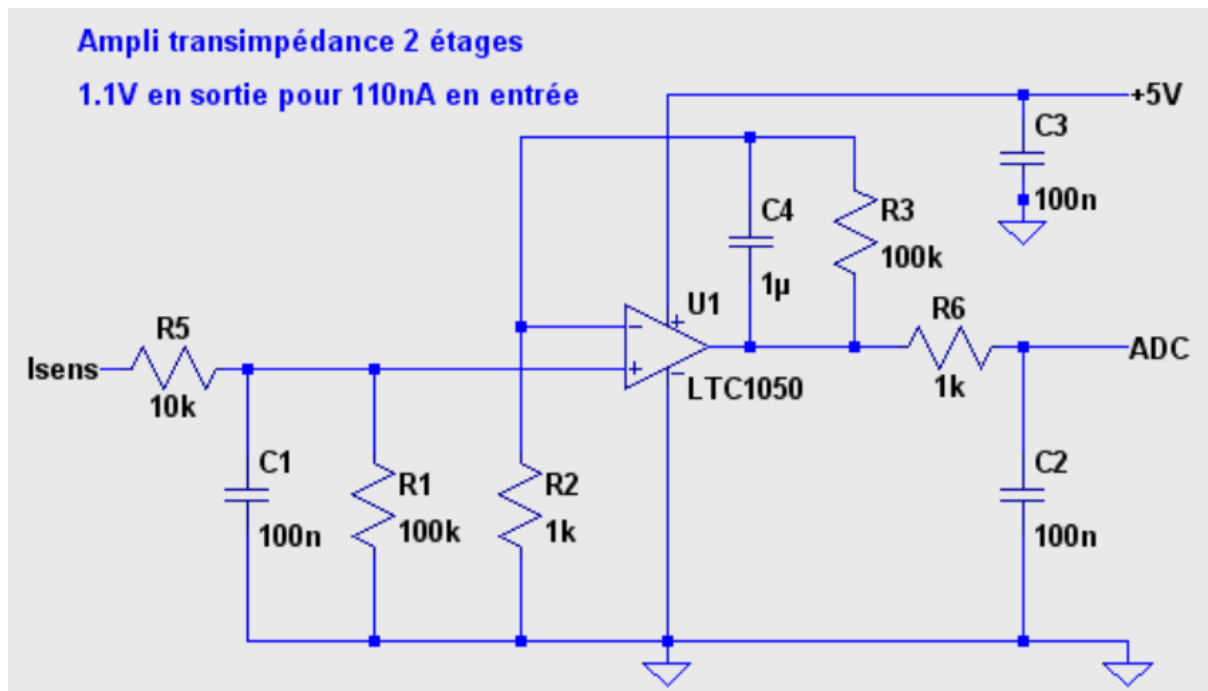 Ampli transimpédance 2 étages
1.1V en sortie pour 110nA en entrée
+5V
C3
100n
C4
1µ
R3
100k
U1
+
−
+
−
LTC1050
R6
1k
ADC
R5
10k
Isens
C1
100n
R1
100k
R2
1k
C2
100n